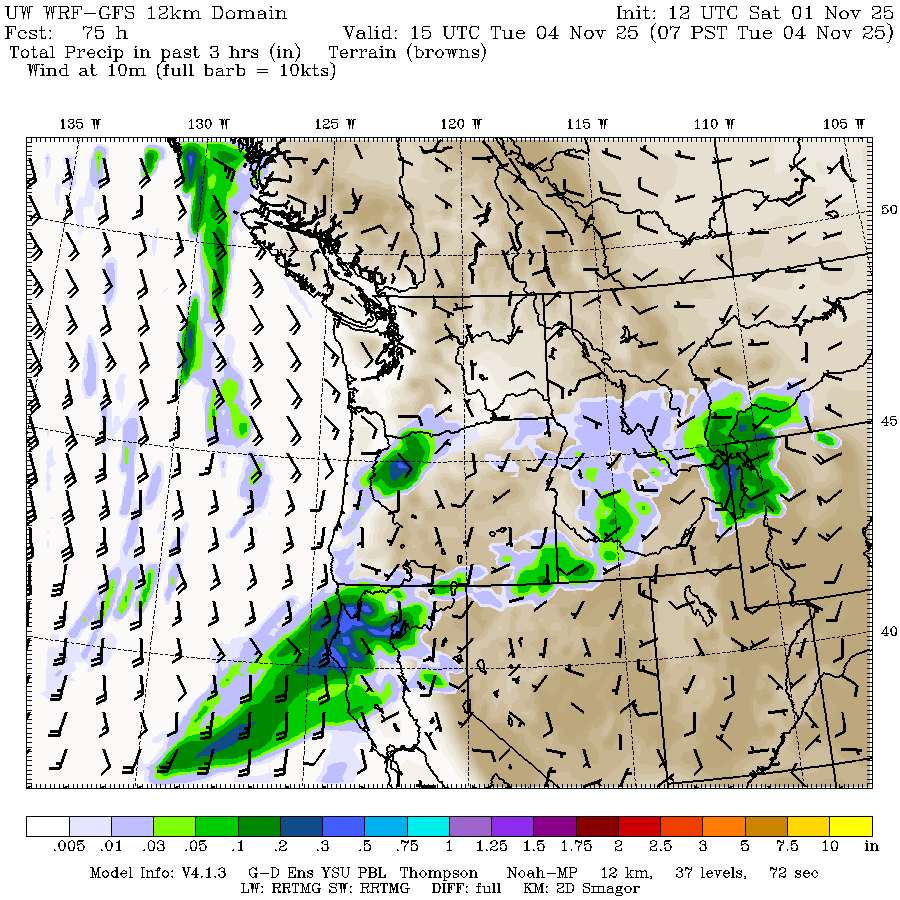 UW WRF-GFS 12km Domain Init: 12 UTC Sat 01 Nov 25
Fcst: 75 h Valid: 15 UTC Tue 04 Nov 25 (07 PST Tue 04 Nov 25)
Total Precip in past 3 hrs (in) Terrain (browns)
Wind at 10m (full barb = 10kts)
135 W 130 W 125 W 120 W 115 W 110 W 105 W
50
45
40
.005 .01 .03 .05 .1 .2 .3 .5 .75 1 1.25 1.5 1.75 2 2.5 3 5 7.5 10 in
Model Info: V4.1.3 G-D Ens YSU PBL Thompson Noah-MP 12 km, 37 levels, 72 sec
LW: RRTMG SW: RRTMG DIFF: full KM: 2D Smagor